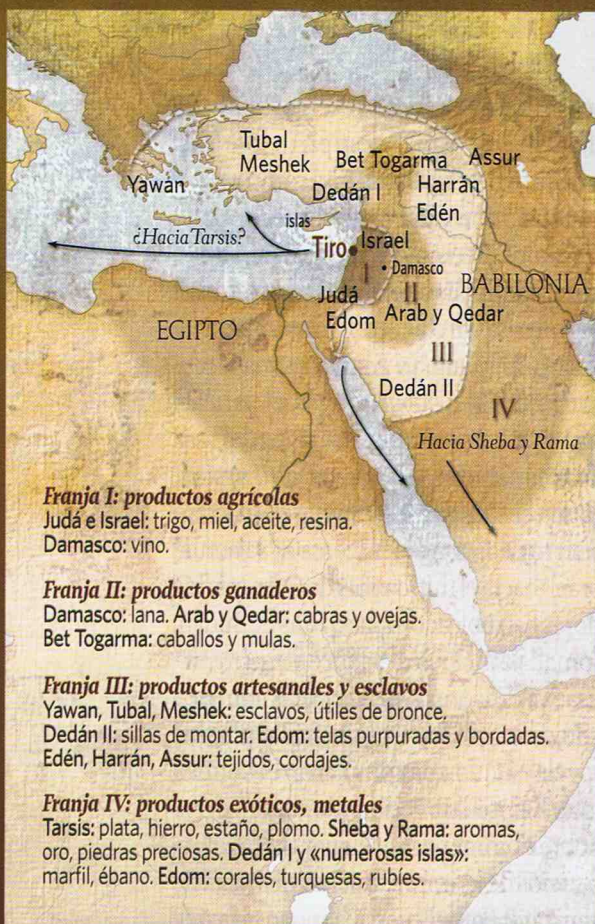 Tubal
Meshek
Bet Togarma
Assur
Yawan
Dedán I
Harrán
Edén
islas
¿Hacia Tarsis?
Tiro
Israel
I
Damasco
II
BABILONIA
Judá
Edom
Arab y Qedar
EGIPTO
III
Dedán II
IV
Hacia Sheba y Rama
Franja I: productos agrícolas
Judá e Israel: trigo, miel, aceite, resina.
Damasco: vino.
Franja II: productos ganaderos
Damasco: lana. Arab y Qedar: cabras y ovejas.
Bet Togarma: caballos y mulas.
Franja III: productos artesanales y esclavos
Yawan, Tubal, Meshek: esclavos, útiles de bronce.
Dedán II: sillas de montar. Edom: telas purpuradas y bordadas.
Edén, Harrán, Assur: tejidos, cordajes.
Franja IV: productos exóticos, metales
Tarsis: plata, hierro, estaño, plomo. Sheba y Rama: aromas,
oro, piedras preciosas. Dedán I y «numerosas islas»:
marfil, ébano. Edom: corales, turquesas, rubíes.